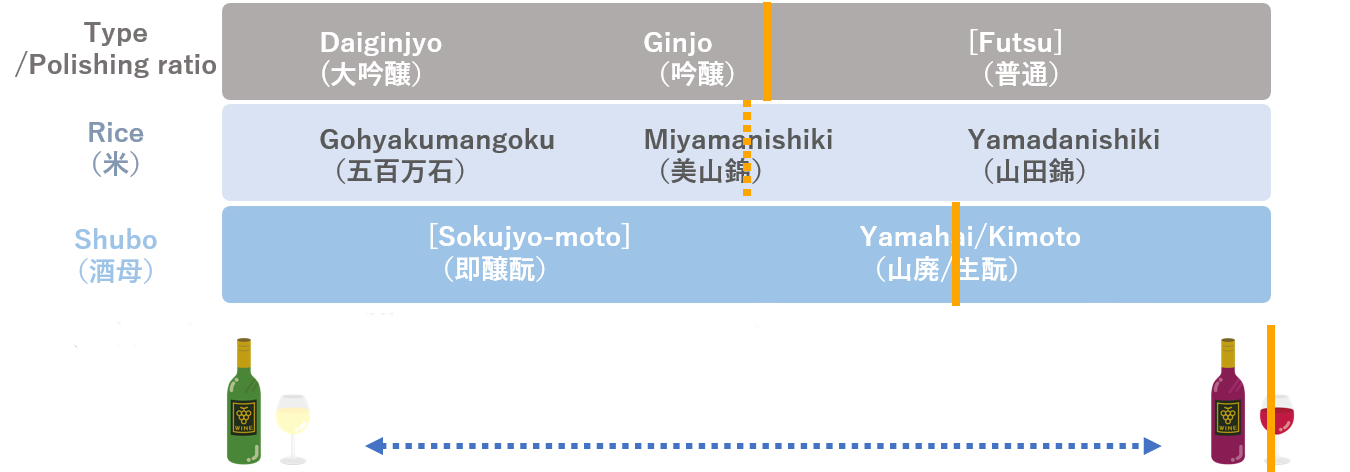 Type
/Polishing ratio
Daiginjyo
（大吟醸）
Ginjo
（吟醸）
[Futsu]
（普通）
Rice
（米）
Gohyakumangoku
（五百万石）
Miyamanishiki
（美山錦）
Yamadanishiki
（山田錦）
Shubo
（酒母）
[Sokujyo-moto]
（即醸酛）
Yamahai/Kimoto
（山廃/生酛）
WINE
WINE